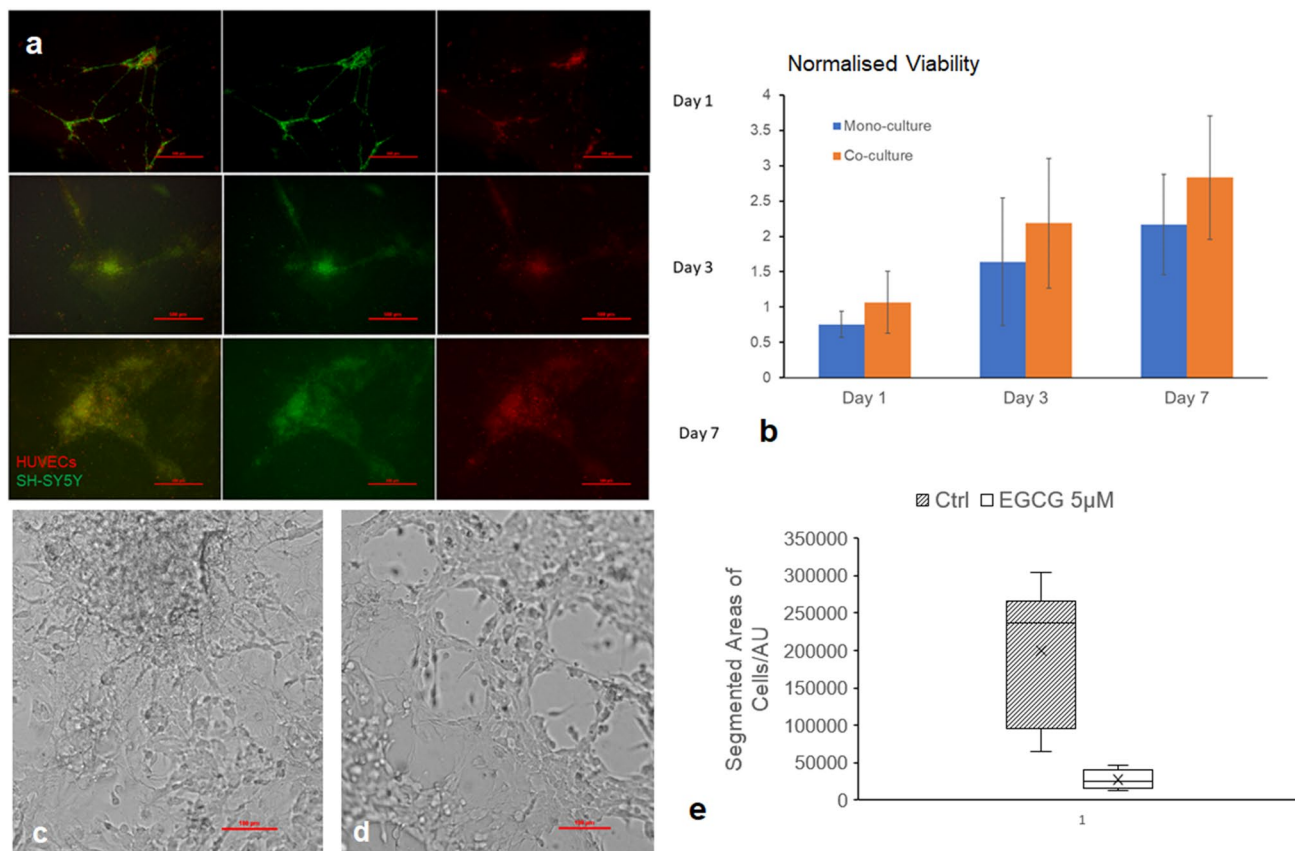 a
HUVECs
SH-SY5Y
Day 1
Day 3
Day 7
Normalised Viability
4
3.5
3
2.5
2
1.5
1
0.5
0
Mono-culture
Co-culture
Day 1
Day 3
Day 7
b
c
100 µm
d
e
Ctrl
EGCG 5µM
Segmented Areas of
Cells/AU
350000
300000
250000
200000
150000
100000
50000
0
1